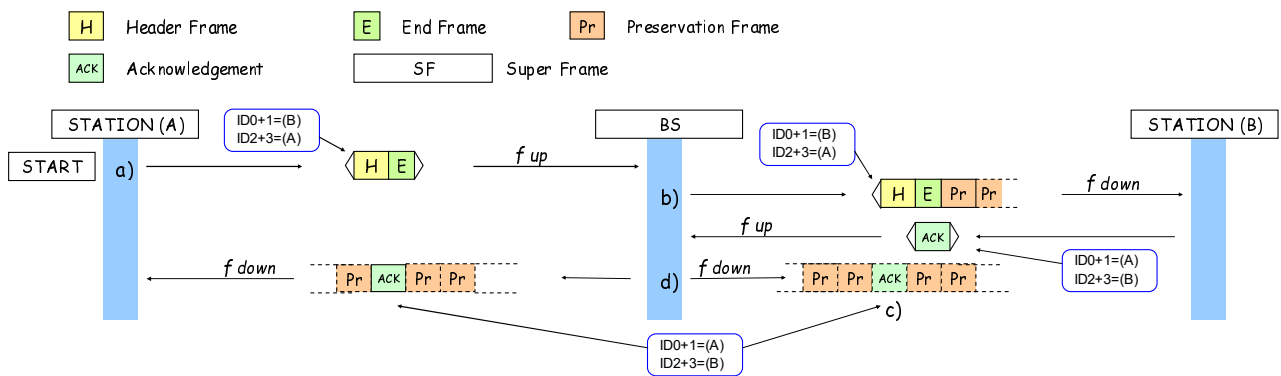 H Header Frame E End Frame Pr Preservation Frame
ACK Acknowledgement SF Super Frame
STATION (A) ID0+1=(B) BS ID0+1=(B) STATION (B)
ID2+3=(A) ID2+3=(A)
START a) H E f up
b) H E Pr Pr f down
f up ACK
ID0+1=(A)
ID2+3=(B)
f down Pr ACK Pr Pr d) f down Pr Pr ACK Pr Pr
c)
ID0+1=(A)
ID2+3=(B)